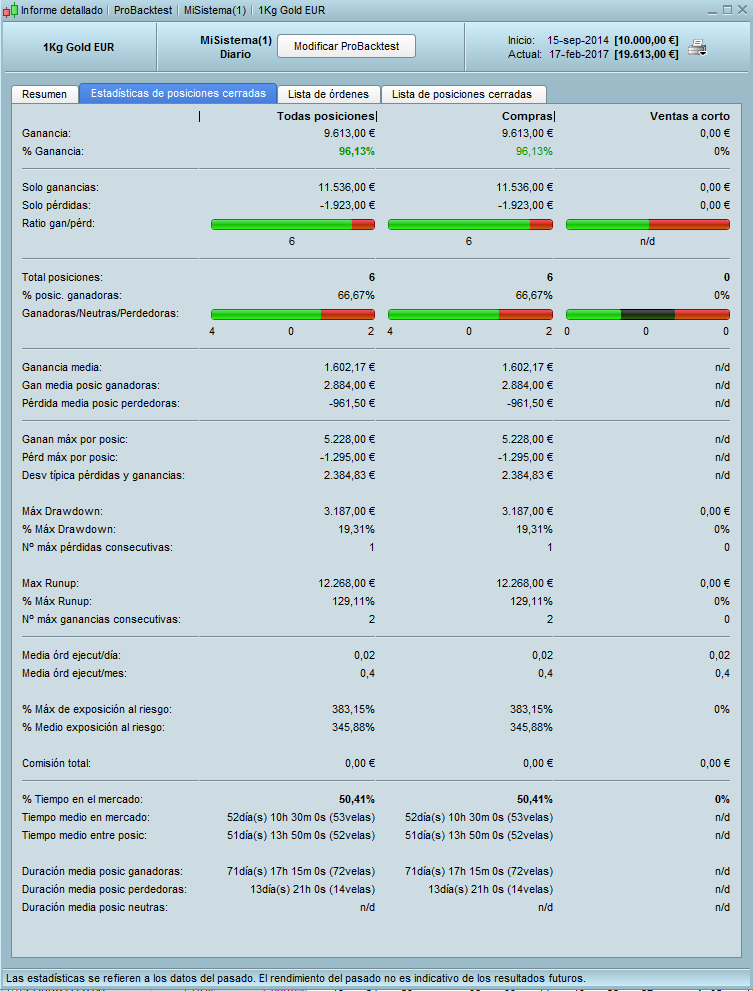 Informe detallado ProBacktest MiSistema(1) 1Kg Gold EUR
1Kg Gold EUR
MiSistema(1)
Diario
Modificar ProBacktest
Inicio: 15-sep-2014 [10.000,00 €]
Actual: 17-feb-2017 [19.613,00 €]
Resumen Estadísticas de posiciones cerradas Lista de órdenes Lista de posiciones cerradas
Todas posiciones Compras Ventas a corto
Ganancia: 9.613,00 € 9.613,00 € 0,00 €
% Ganancia: 96,13% 96,13% 0%
Solo ganancias: 11.536,00 € 11.536,00 € 0,00 €
Solo pérdidas: -1.923,00 € -1.923,00 € 0,00 €
Ratio gan/pérd:
6 6 n/d
Total posiciones: 6 6 0
% posic. ganadoras: 66,67% 66,67% 0%
Ganadoras/Neutras/Perdedoras:
4 0 2 4 0 2 0 0 0
Ganancia media: 1.602,17 € 1.602,17 € n/d
Gan media posic ganadoras: 2.884,00 € 2.884,00 € n/d
Pérdida media posic perdedoras: -961,50 € -961,50 € n/d
Ganan máx por posic: 5.228,00 € 5.228,00 € n/d
Pérd máx por posic: -1.295,00 € -1.295,00 € n/d
Desv típica pérdidas y ganancias: 2.384,83 € 2.384,83 € n/d
Máx Drawdown: 3.187,00 € 3.187,00 € 0,00 €
% Máx Drawdown: 19,31% 19,31% 0%
Nº máx pérdidas consecutivas: 1 1 0
Max Runup: 12.268,00 € 12.268,00 € 0,00 €
% Máx Runup: 129,11% 129,11% 0%
Nº máx ganancias consecutivas: 2 2 0
Media órd ejecut/día: 0,02 0,02 0,02
Media órd ejecut/mes: 0,4 0,4 0,4
% Máx de exposición al riesgo: 383,15% 383,15% 0%
% Medio exposición al riesgo: 345,88% 345,88%
Comisión total: 0,00 € 0,00 € 0,00 €
% Tiempo en el mercado: 50,41% 50,41% 0%
Tiempo medio en mercado: 52día(s) 10h 30m 0s (53velas) 52día(s) 10h 30m 0s (53velas) n/d
Tiempo medio entre posic: 51día(s) 13h 50m 0s (52velas) 51día(s) 13h 50m 0s (52velas) n/d
Duración media posic ganadoras: 71día(s) 17h 15m 0s (72velas) 71día(s) 17h 15m 0s (72velas) n/d
Duración media posic perdedoras: 13día(s) 21h 0s (14velas) 13día(s) 21h 0s (14velas) n/d
Duración media posic neutras: n/d n/d n/d
Las estadísticas se refieren a los datos del pasado. El rendimiento del pasado no es indicativo de los resultados futuros.